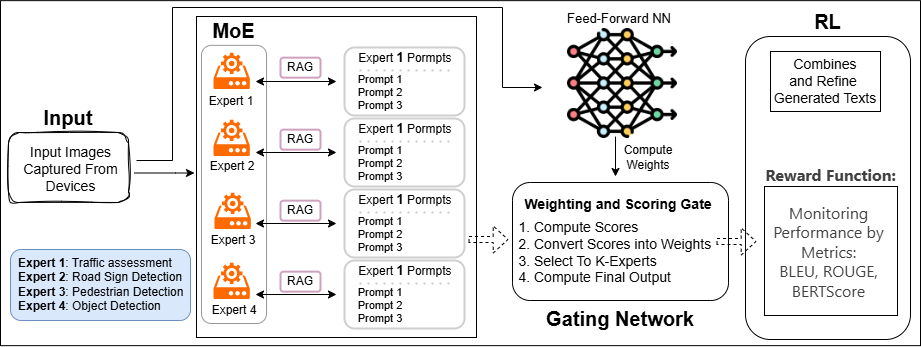 Input
Input Images
Captured From
Devices
Expert 1: Traffic assessment
Expert 2: Road Sign Detection
Expert 3: Pedestrian Detection
Expert 4: Object Detection
MoE
Expert 1
RAG
Expert 1 Pormpts
Prompt 1
Prompt 2
Prompt 3
Expert 2
RAG
Expert 1 Pormpts
Prompt 1
Prompt 2
Prompt 3
Expert 3
RAG
Expert 1 Pormpts
Prompt 1
Prompt 2
Prompt 3
Expert 4
RAG
Expert 1 Pormpts
Prompt 1
Prompt 2
Prompt 3
Feed-Forward NN
Compute
Weights
Weighting and Scoring Gate
1. Compute Scores
2. Convert Scores into Weights
3. Select To K-Experts
4. Compute Final Output
Gating Network
RL
Combines
and Refine
Generated Texts
Reward Function:
Monitoring
Performance by
Metrics:
BLEU, ROUGE,
BERTScore